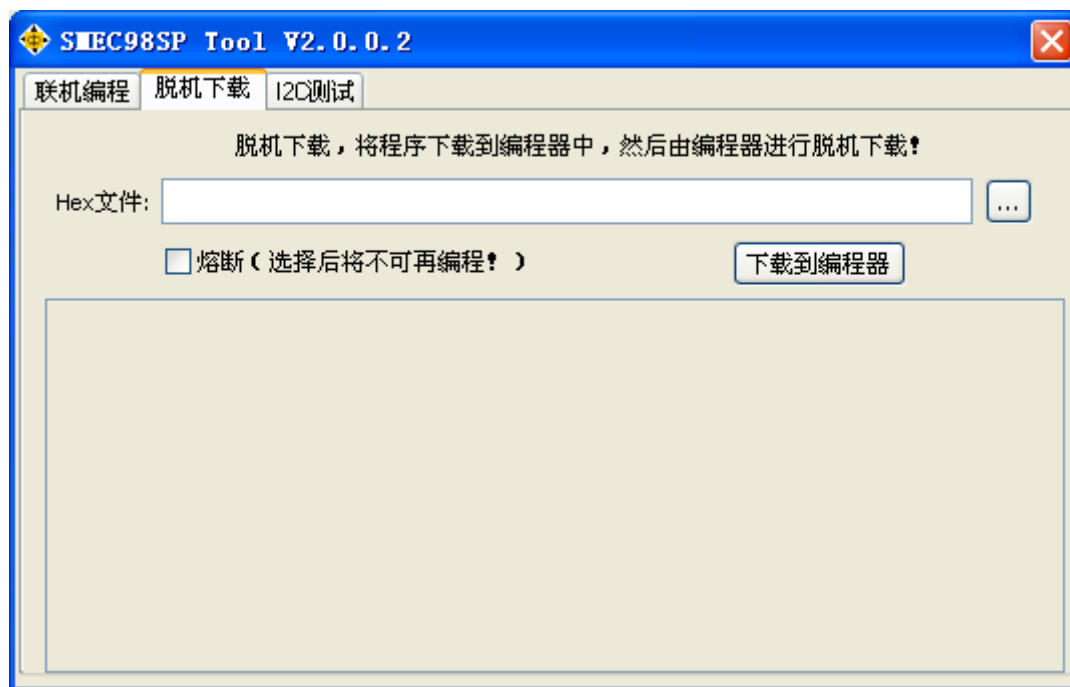 SMEC98SP Tool V2.0.0.2
联机编程 脱机下载 I2C测试
脱机下载，将程序下载到编程器中，然后由编程器进行脱机下载！
Hex文件: ...
熔断（选择后将不可再编程！） 下载到编程器